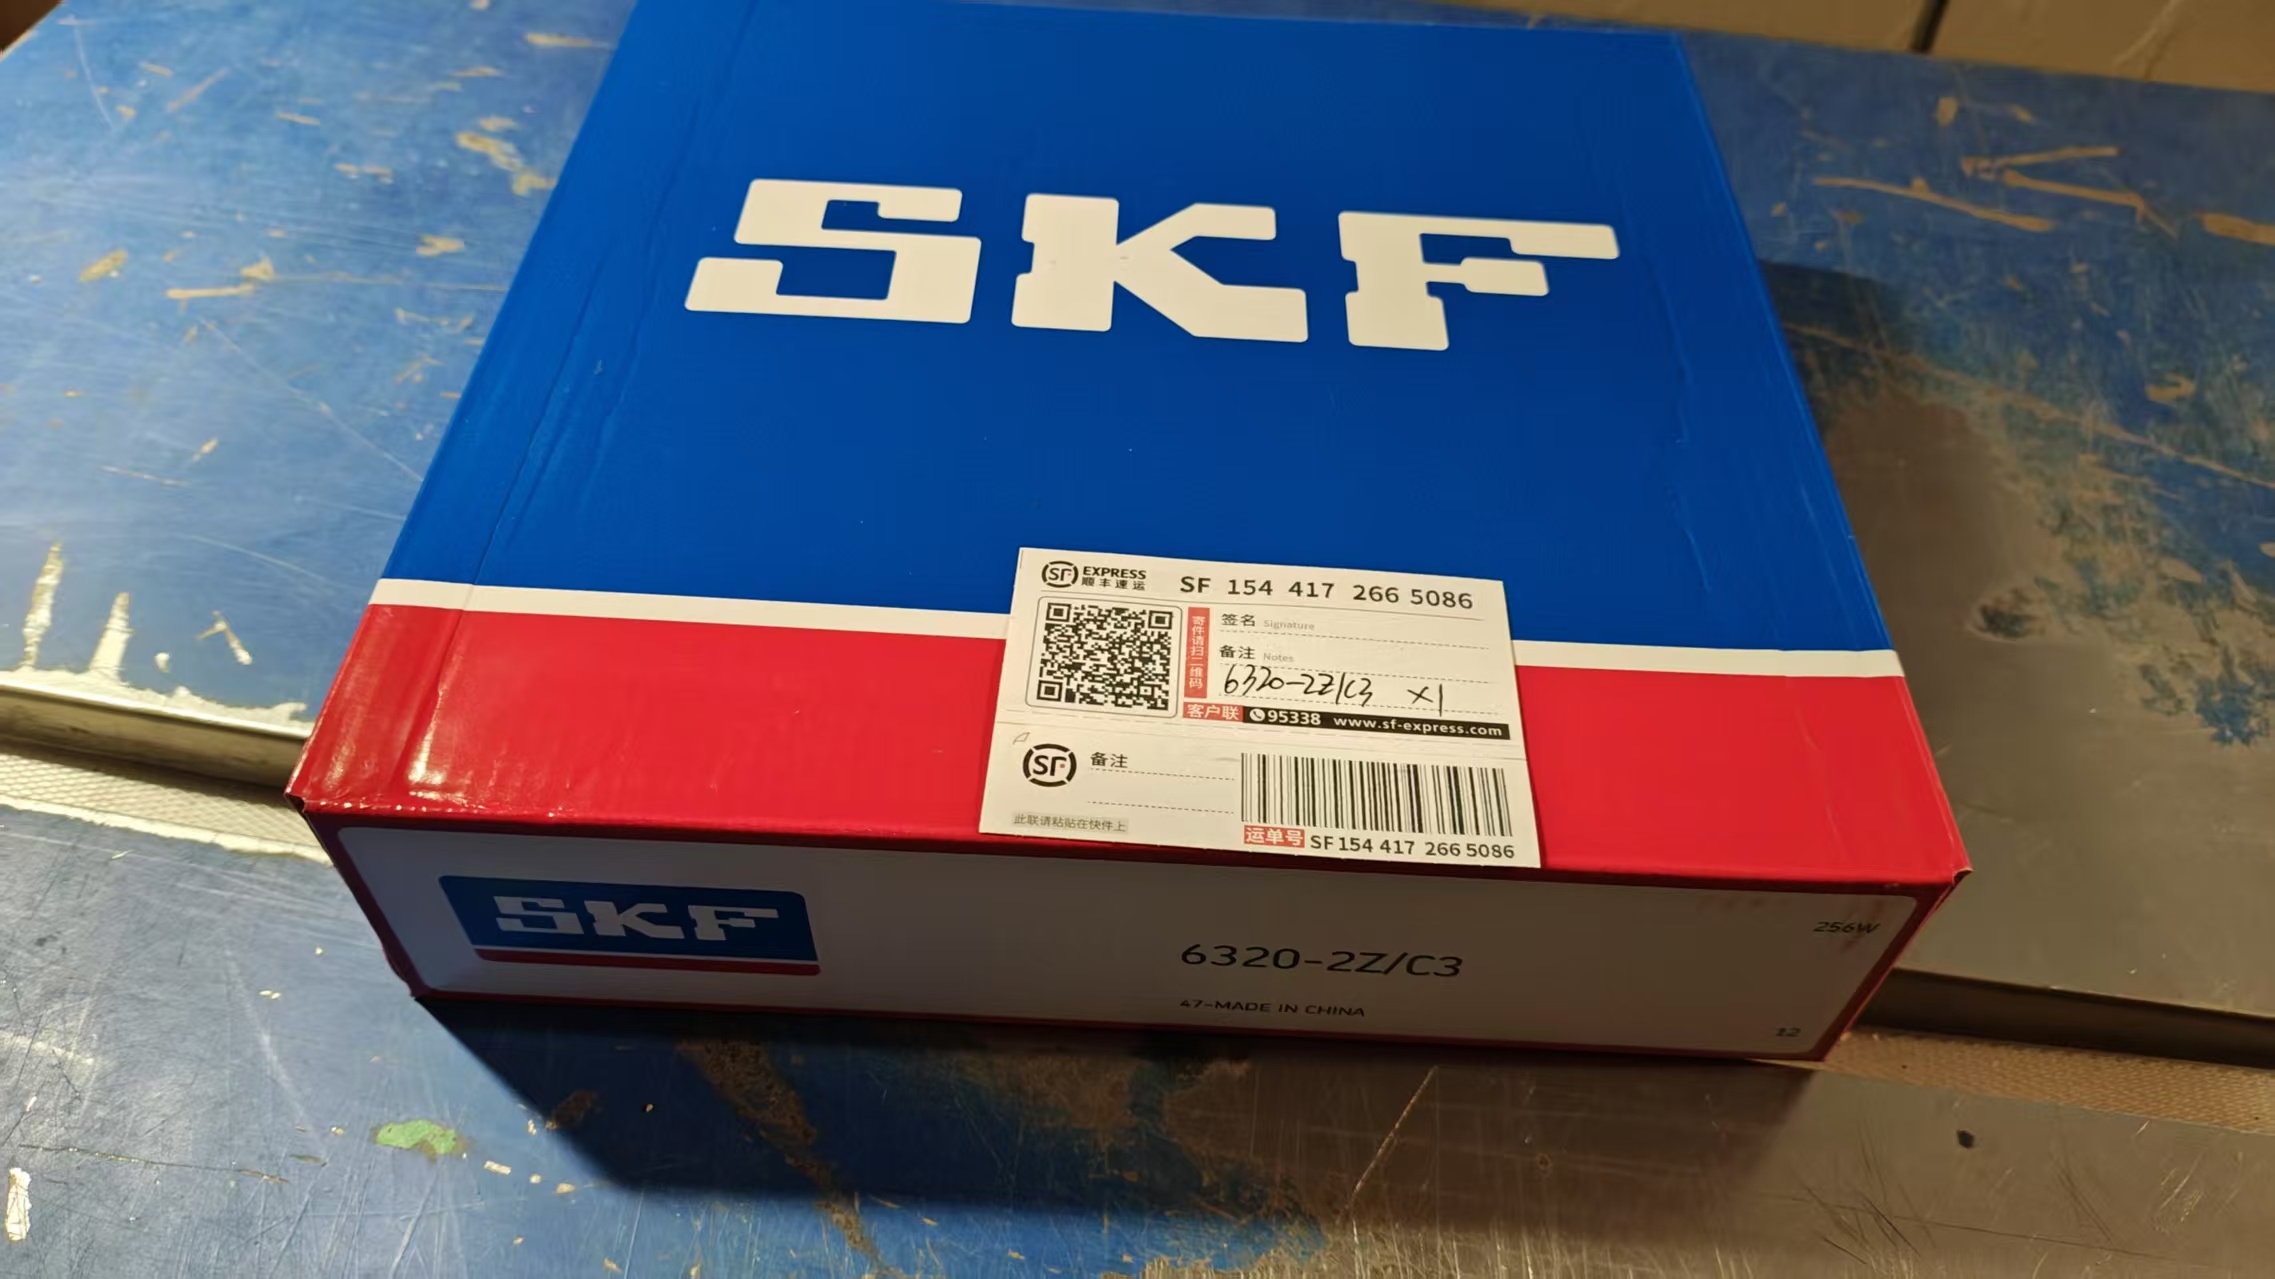 SKF
SF EXPRESS
顺丰速运
SF 154 417 266 5086
寄件请扫二维码
签名 Signature
备注 Notes
6320-2Z/C3 X1
客户联 95338 www.sf-express.com
SF 备注
此联请粘贴在快件上
运单号 SF 154 417 266 5086
SKF
256W
6320-2Z/C3
47-MADE IN CHINA
12